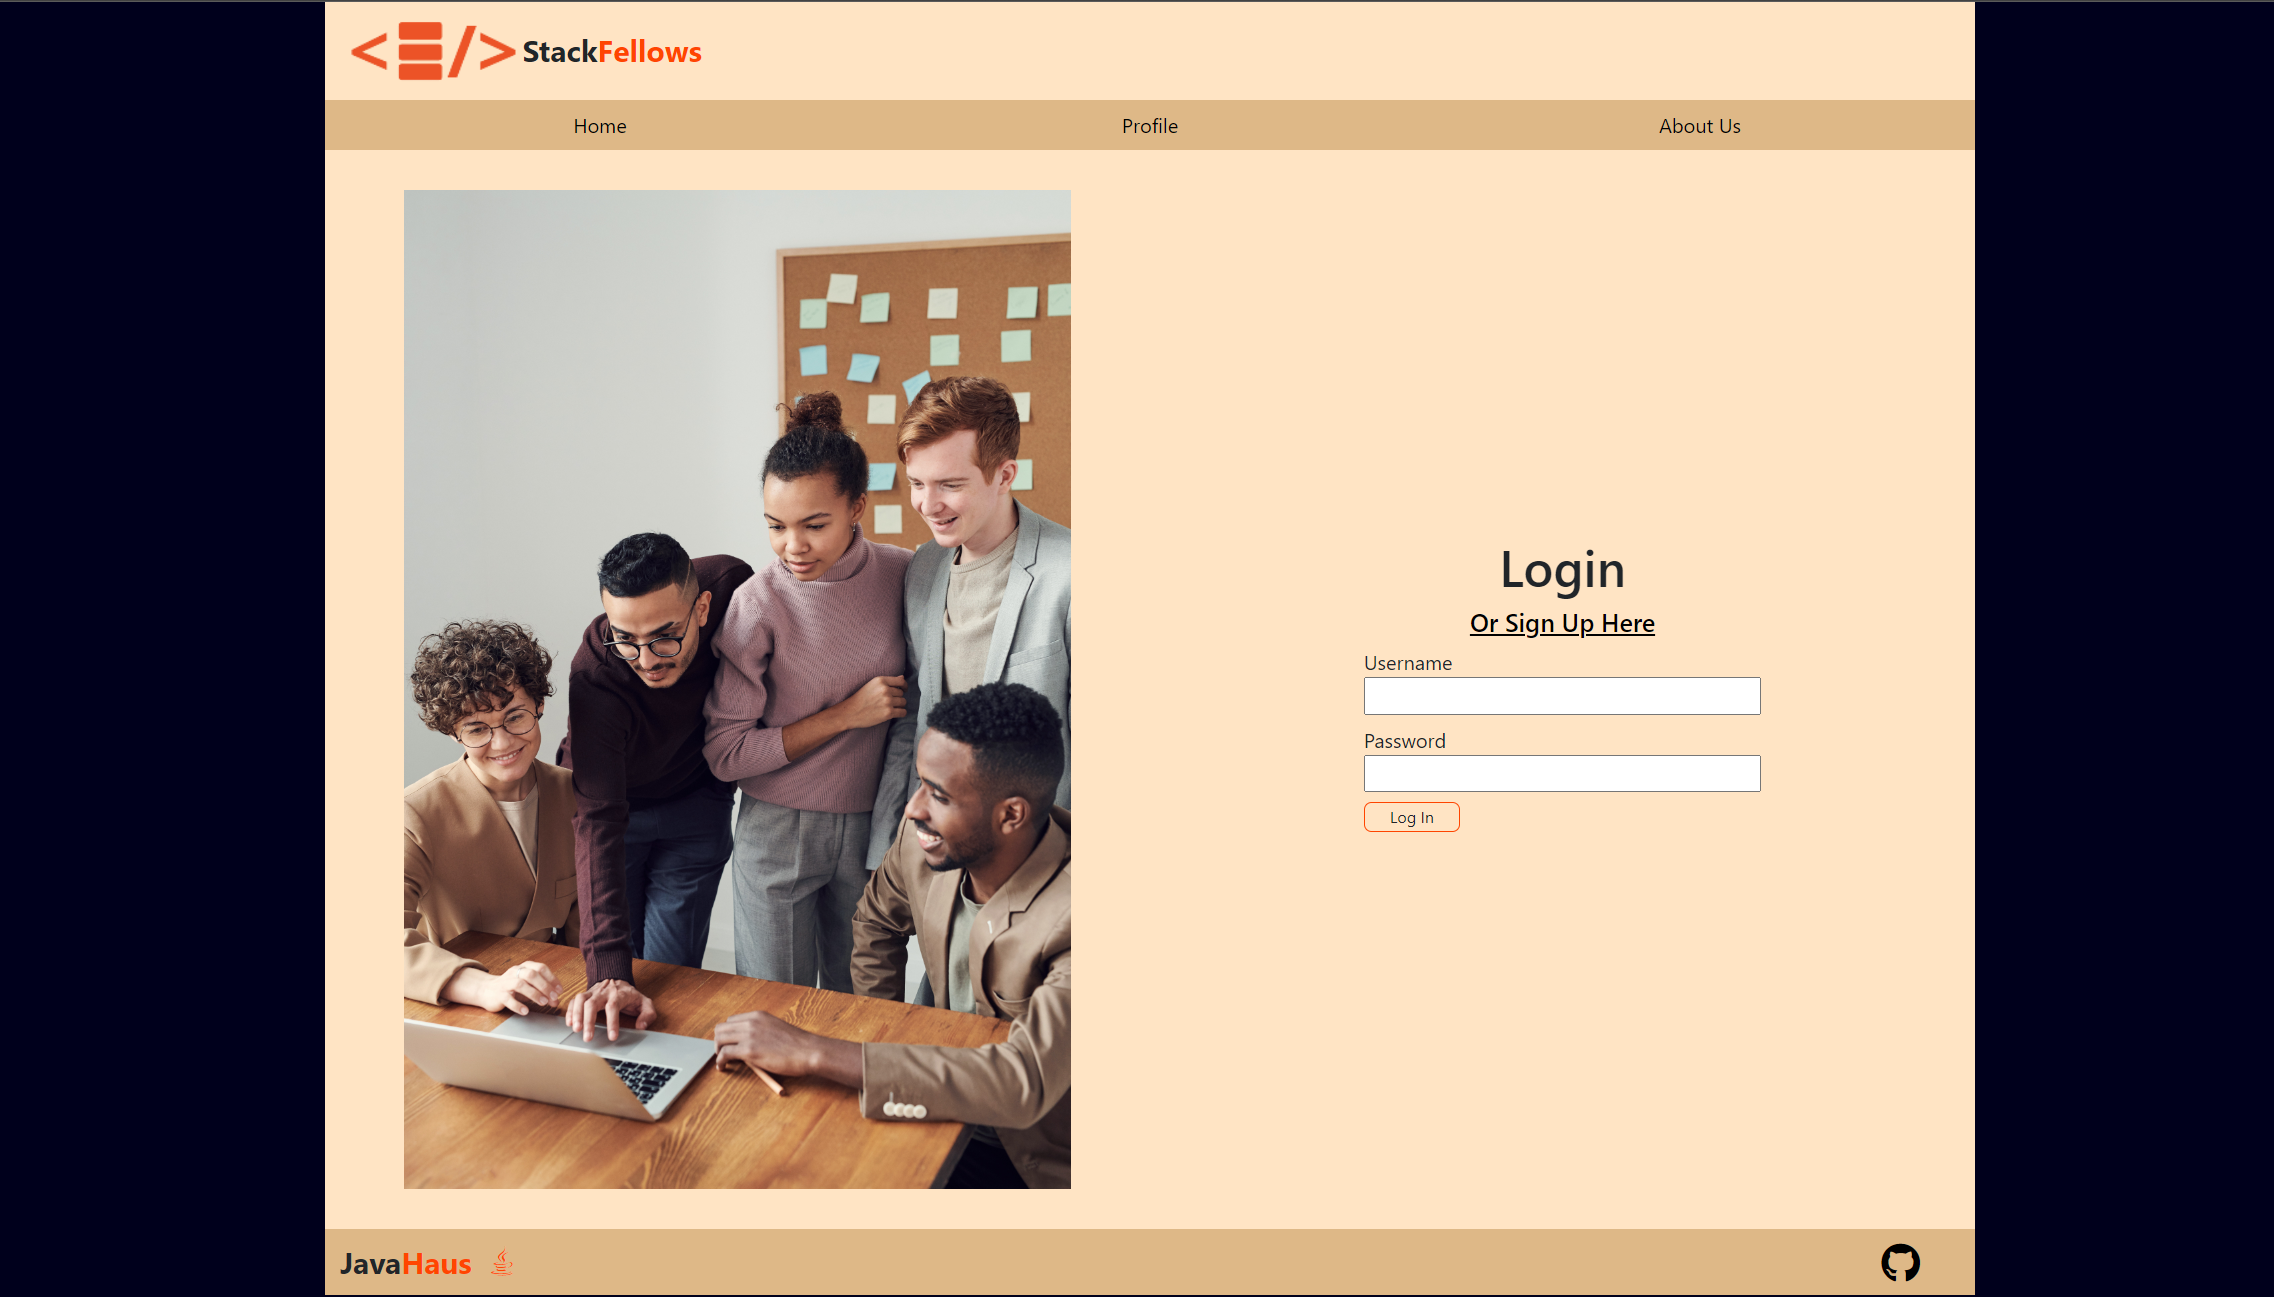 StackFellows
Home Profile About Us
Login
Or Sign Up Here
Username
Password
Log In
JavaHaus